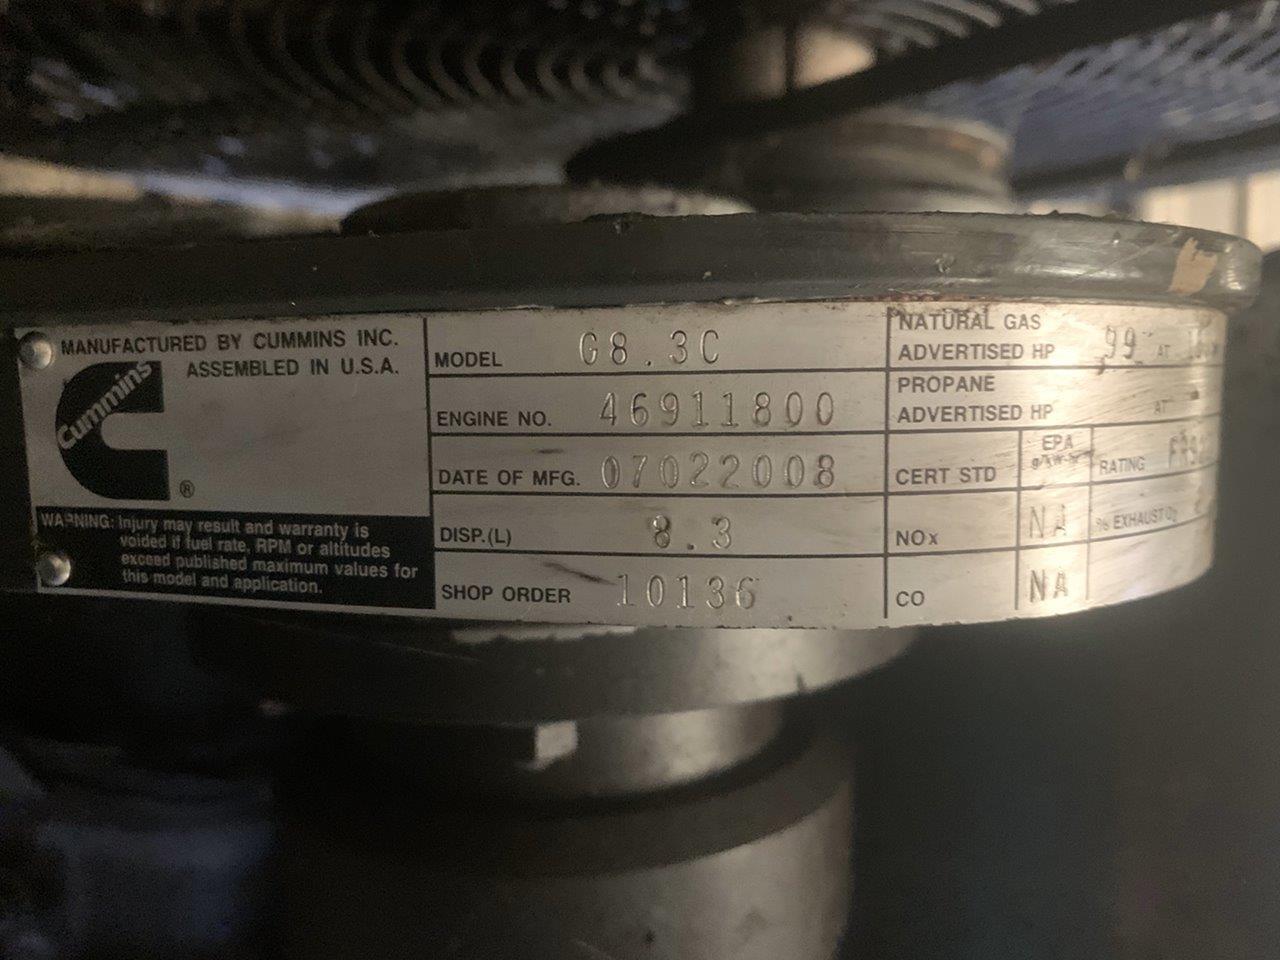 MANUFACTURED BY CUMMINS INC.
ASSEMBLED IN U.S.A.
Cummins
®
WARNING: Injury may result and warranty is
voided if fuel rate, RPM or altitudes
exceed published maximum values for
this model and application.
MODEL G8.3C
ENGINE NO. 46911800
DATE OF MFG. 07022008
DISP.(L) 8.3
SHOP ORDER 10136
NATURAL GAS
ADVERTISED HP 99 AT
PROPANE
ADVERTISED HP AT
CERT STD EPA g/kW-hr RATING
NOx NA % EXHAUST O2
CO NA